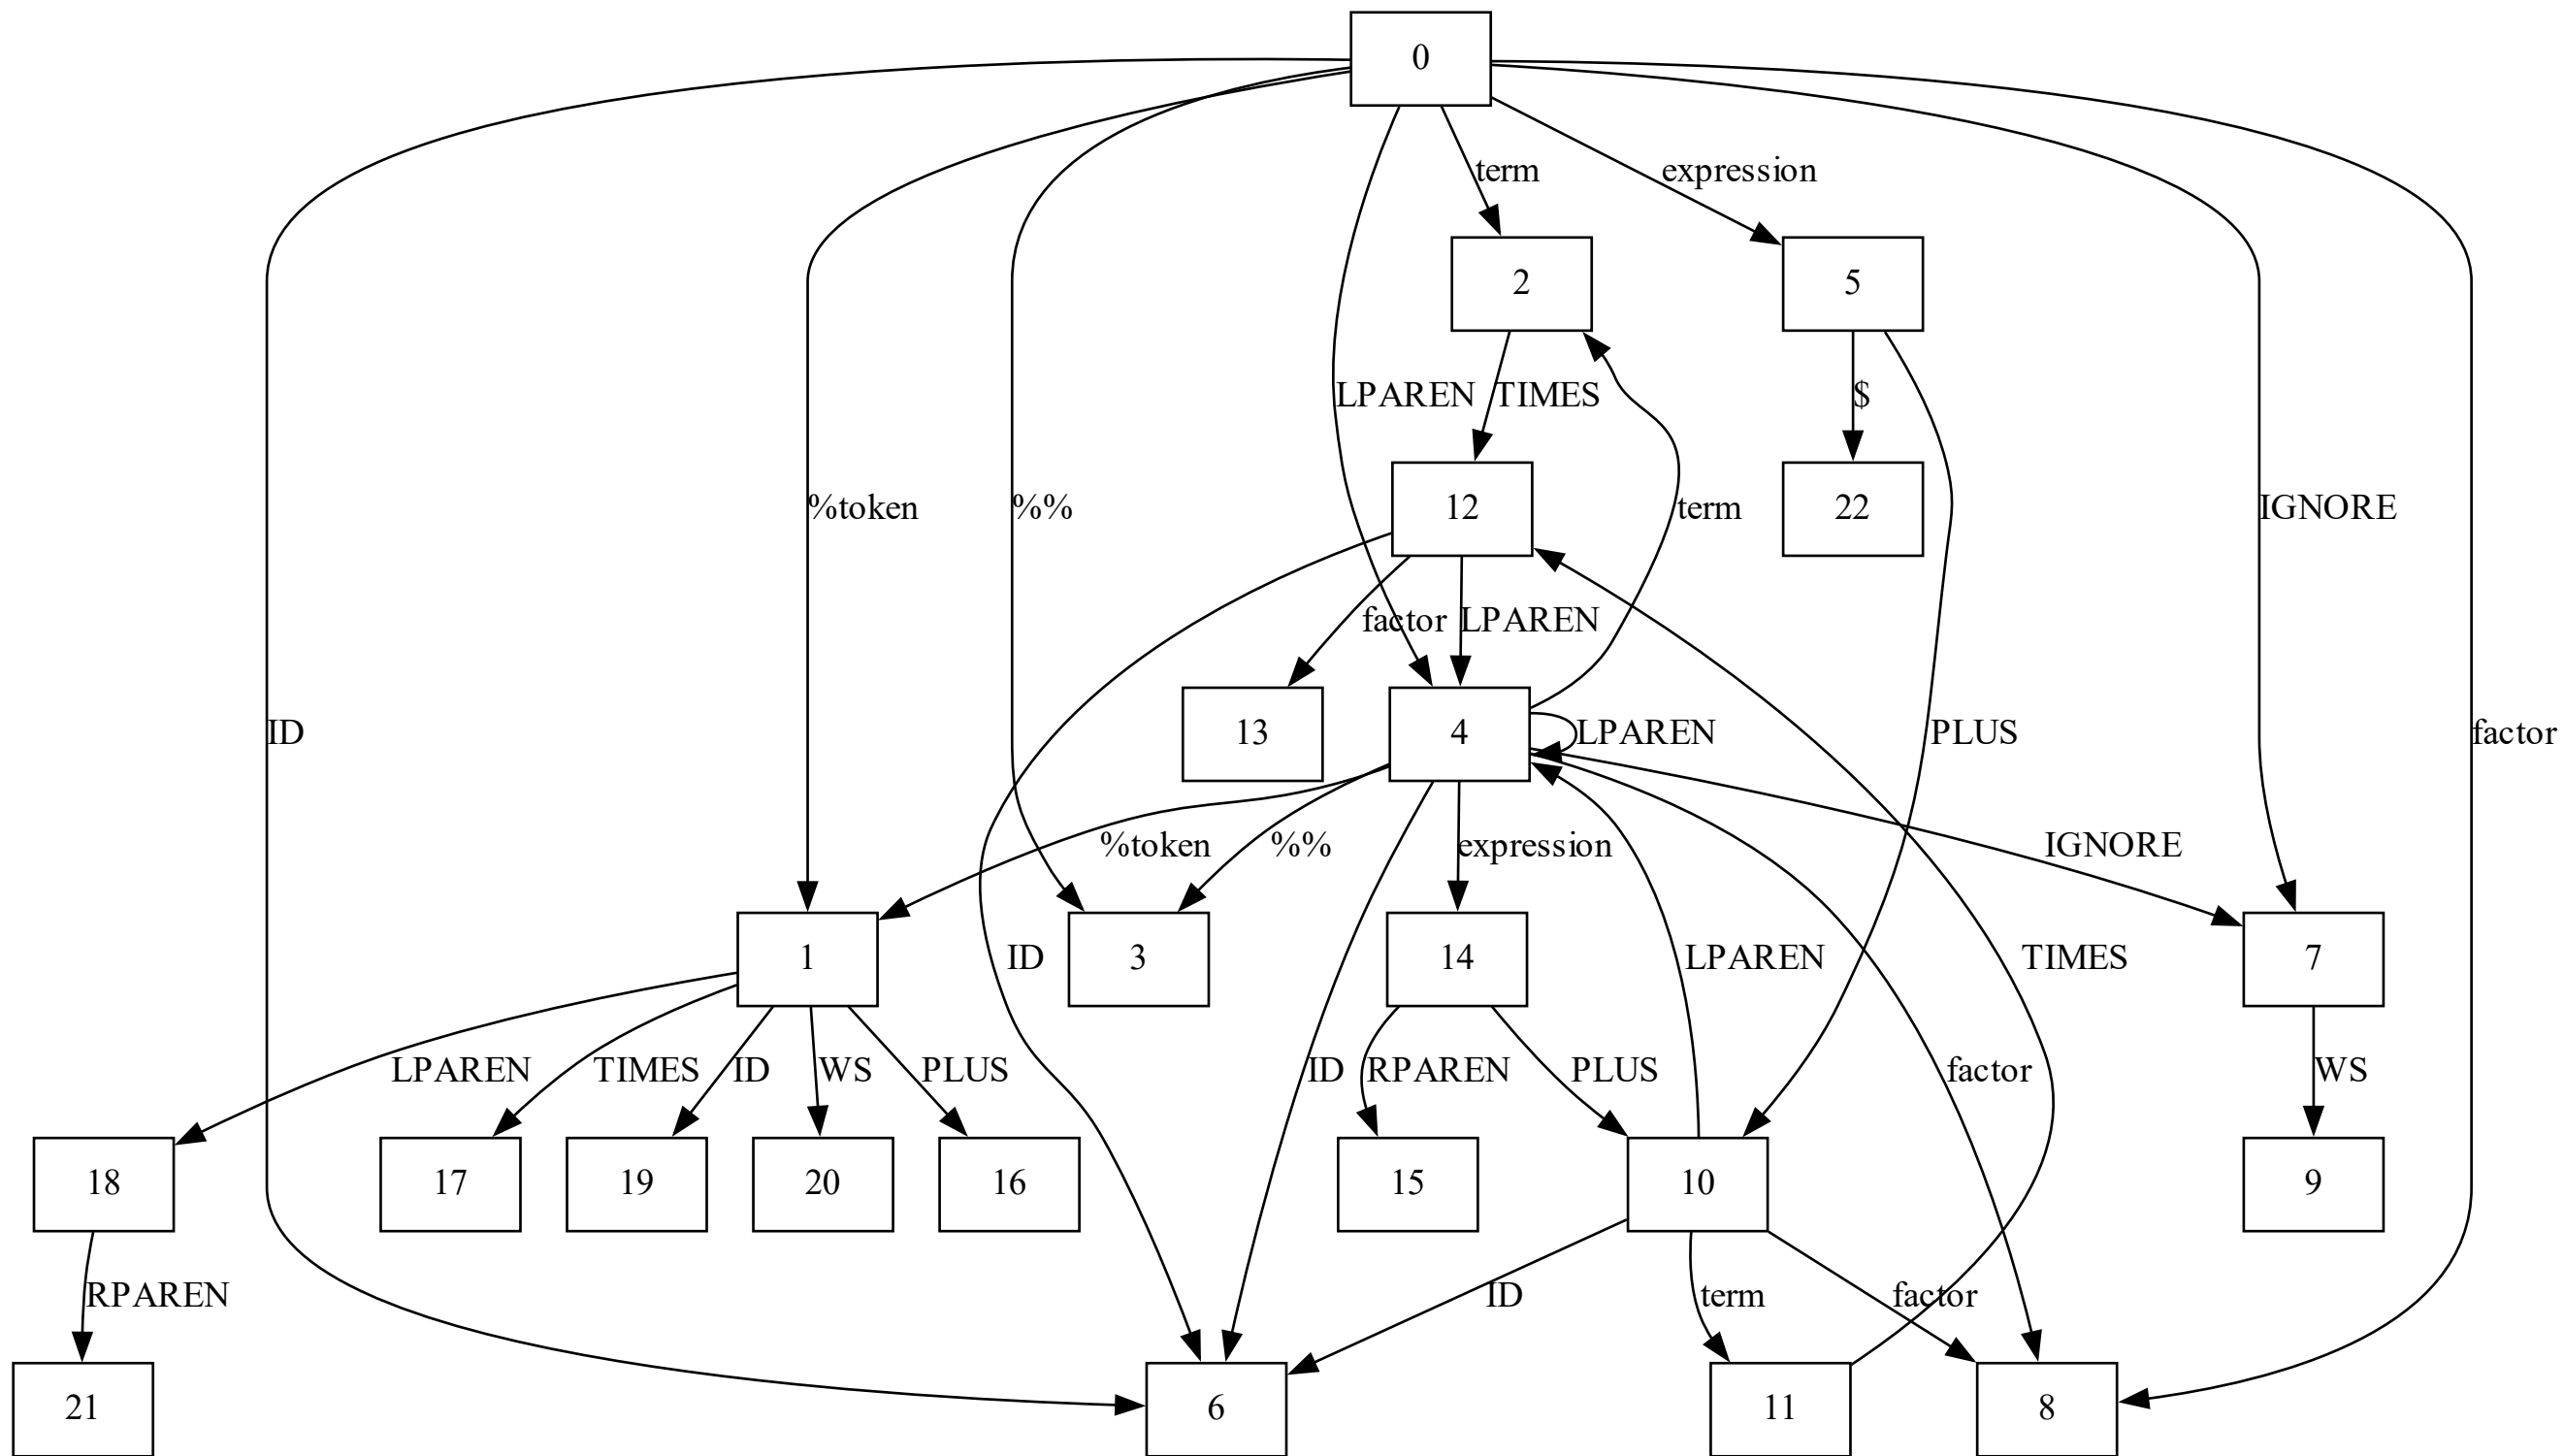 0
term
expression
2
5
LPAREN
TIMES
$
%token
%%
12
term
22
IGNORE
factor
LPAREN
ID
13
4
LPAREN
PLUS
factor
%token
%%
expression
IGNORE
1
ID
3
14
LPAREN
TIMES
7
LPAREN
TIMES
ID
WS
PLUS
ID
RPAREN
PLUS
factor
WS
18
17
19
20
16
15
10
9
RPAREN
ID
term
factor
21
6
11
8